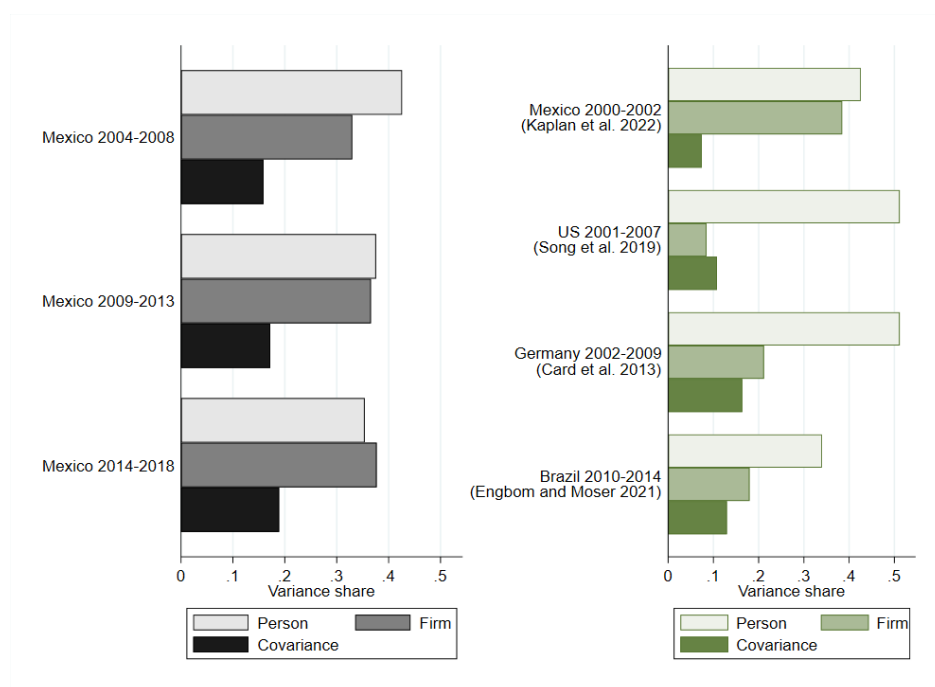 Mexico 2004-2008
Mexico 2009-2013
Mexico 2014-2018
0 .1 .2 .3 .4 .5
Variance share
Person Firm
Covariance
Mexico 2000-2002
(Kaplan et al. 2022)
US 2001-2007
(Song et al. 2019)
Germany 2002-2009
(Card et al. 2013)
Brazil 2010-2014
(Engbom and Moser 2021)
0 .1 .2 .3 .4 .5
Variance share
Person Firm
Covariance